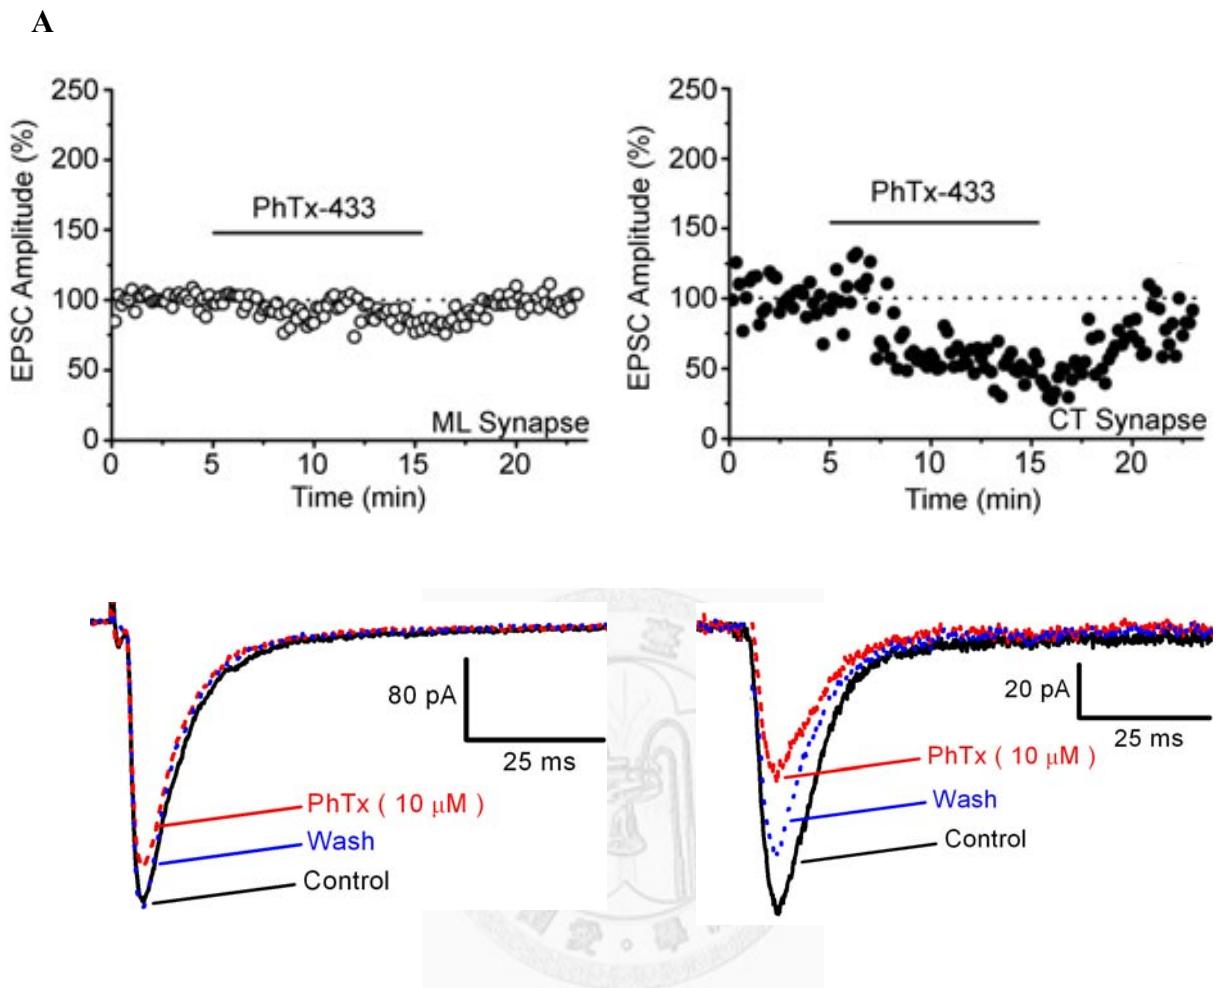 A
250
200
150
100
50
0
EPSC Amplitude (%)
PhTx-433
ML Synapse
0 5 10 15 20
Time (min)
250
200
150
100
50
0
EPSC Amplitude (%)
PhTx-433
CT Synapse
0 5 10 15 20
Time (min)
80 pA
25 ms
PhTx ( 10 μM )
Wash
Control
20 pA
25 ms
PhTx ( 10 μM )
Wash
Control